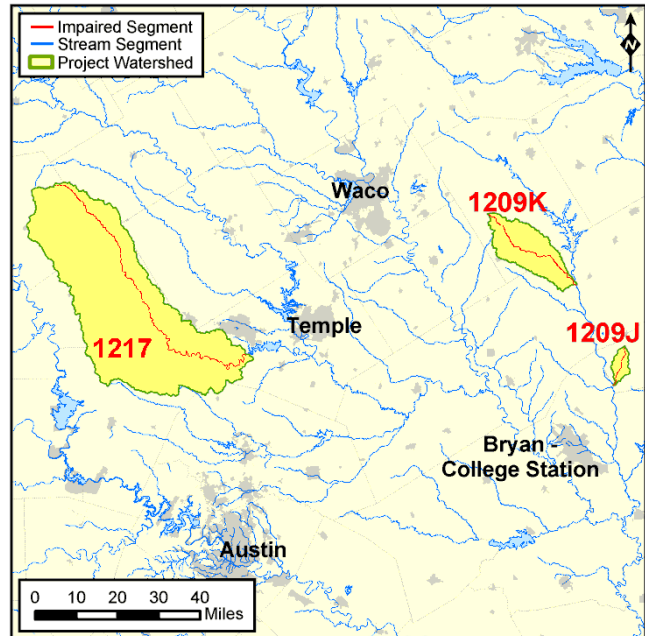 Impaired Segment
Stream Segment
Project Watershed
N
Waco
1209K
Temple
1209J
1217
Bryan -
College Station
Austin
0 10 20 30 40
Miles